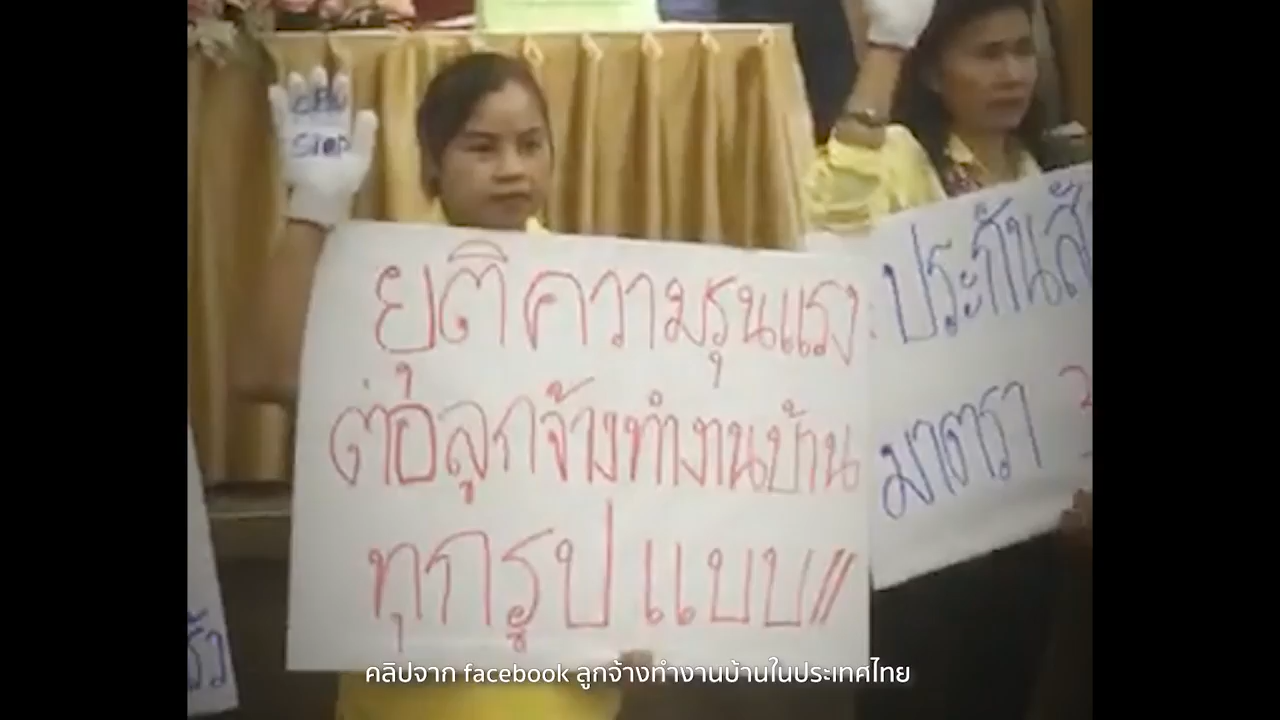 STOP
ยุติความรุนแรง
ต่อลูกจ้างทำงานบ้าน
ทุกรูปแบบ//
ประกันสั
มาตรา
คลิปจาก facebook ลูกจ้างทำงานบ้านในประเทศไทย